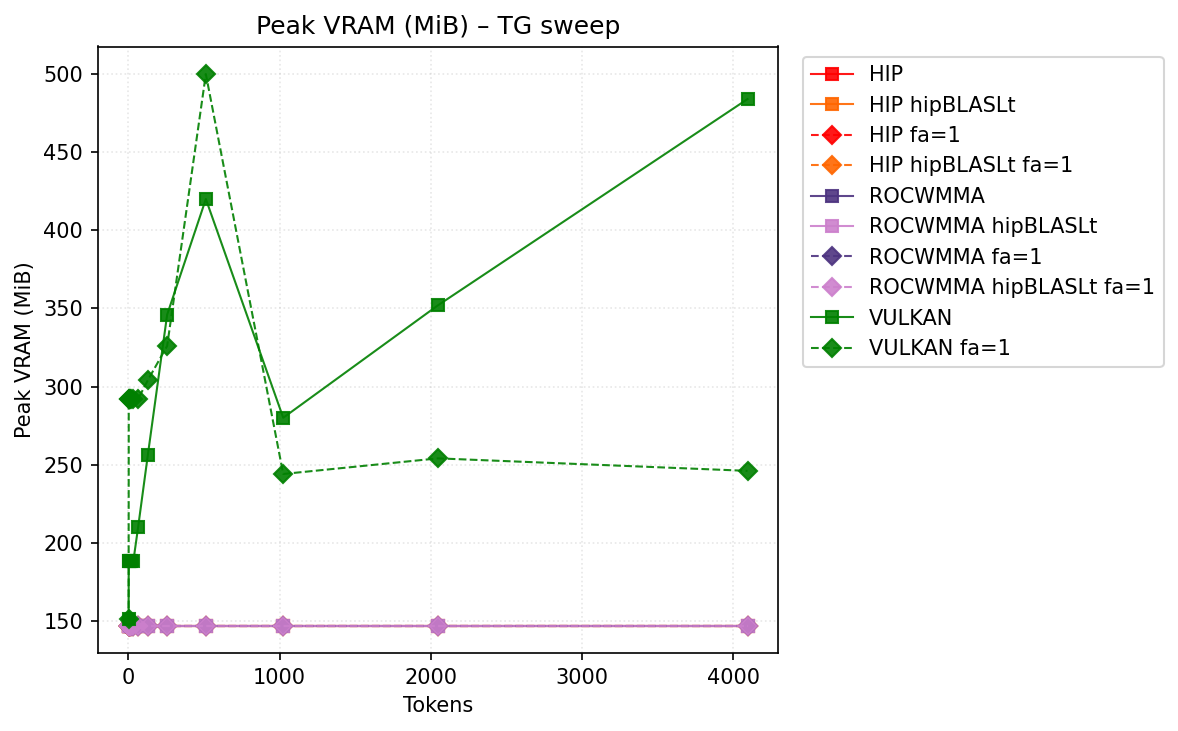 Peak VRAM (MiB) – TG sweep
Peak VRAM (MiB)
500
450
400
350
300
250
200
150
0
1000
2000
3000
4000
Tokens
HIP
HIP hipBLASLt
HIP fa=1
HIP hipBLASLt fa=1
ROCWMMA
ROCWMMA hipBLASLt
ROCWMMA fa=1
ROCWMMA hipBLASLt fa=1
VULKAN
VULKAN fa=1